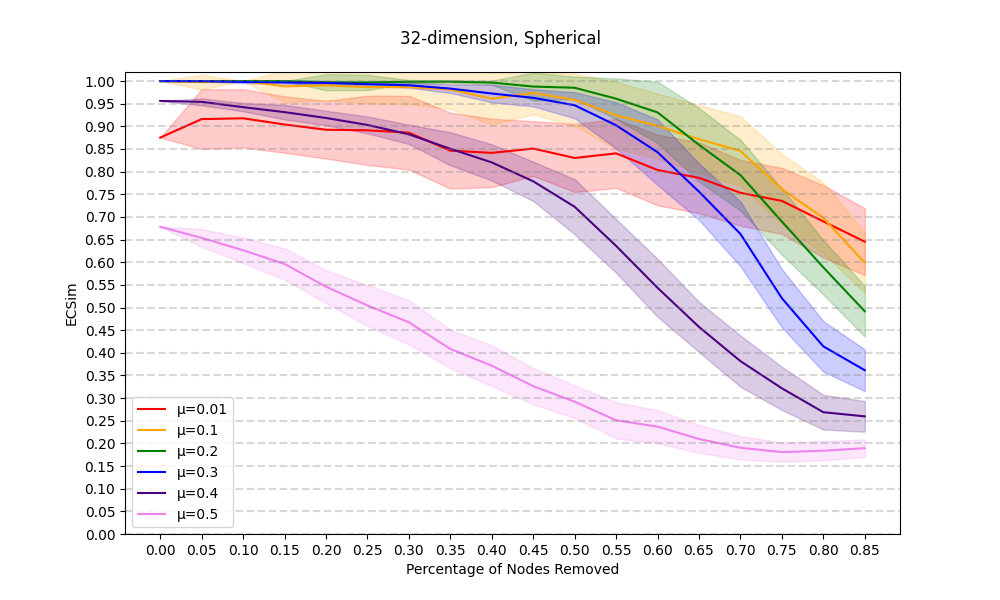 32-dimension, Spherical
ECSim
1.00
0.95
0.90
0.85
0.80
0.75
0.70
0.65
0.60
0.55
0.50
0.45
0.40
0.35
0.30
0.25
0.20
0.15
0.10
0.05
0.00
μ=0.01
μ=0.1
μ=0.2
μ=0.3
μ=0.4
μ=0.5
0.00 0.05 0.10 0.15 0.20 0.25 0.30 0.35 0.40 0.45 0.50 0.55 0.60 0.65 0.70 0.75 0.80 0.85
Percentage of Nodes Removed